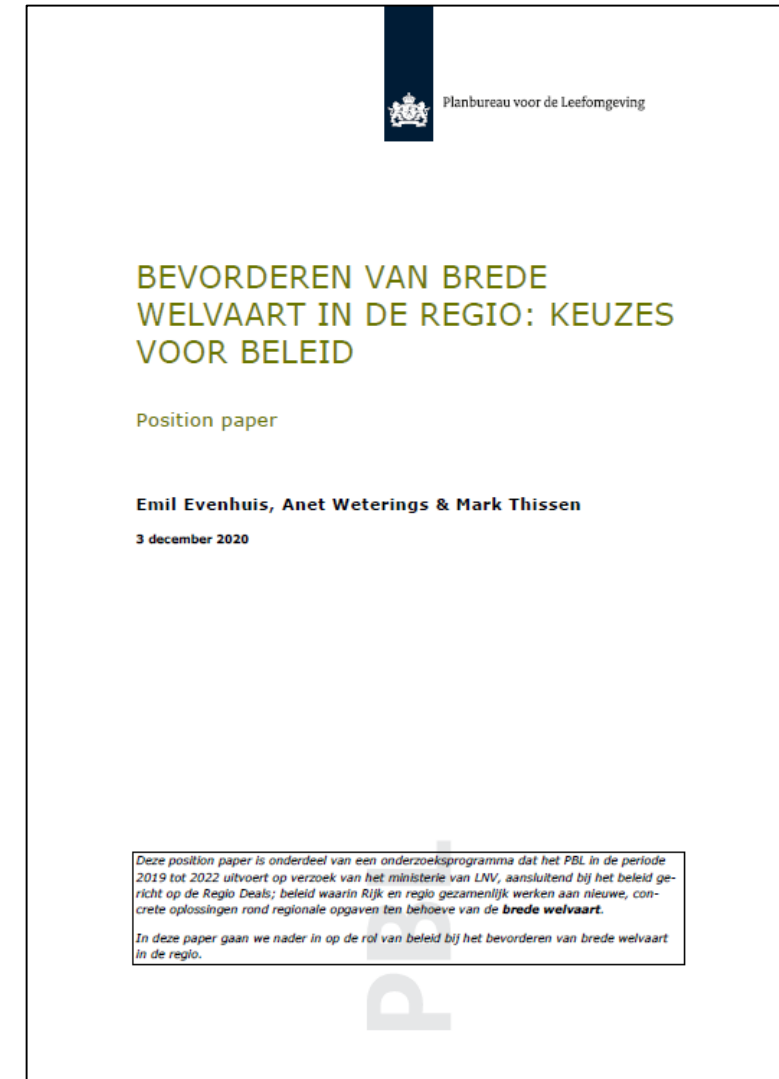 Planbureau voor de Leefomgeving
BEVORDEREN VAN BREDE
WELVAART IN DE REGIO: KEUZES
VOOR BELEID
Position paper
Emil Evenhuis, Anet Weterings & Mark Thissen
3 december 2020
Deze position paper is onderdeel van een onderzoeksprogramma dat het PBL in de periode
2019 tot 2022 uitvoert op verzoek van het ministerie van LNV, aansluitend bij het beleid ge-
richt op de Regio Deals; beleid waarin Rijk en regio gezamenlijk werken aan nieuwe, con-
crete oplossingen rond regionale opgaven ten behoeve van de brede welvaart.
In deze paper gaan we nader in op de rol van beleid bij het bevorderen van brede welvaart
in de regio.
PBL